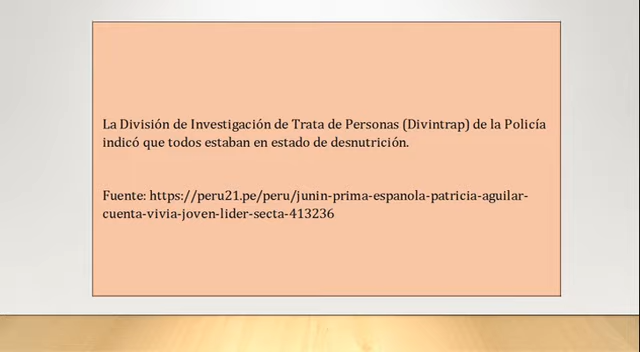 La División de Investigación de Trata de Personas (Divintrap) de la Policía
indicó que todos estaban en estado de desnutrición.
Fuente: https://peru21.pe/peru/junin-prima-espanola-patricia-aguilar-
cuenta-vivia-joven-lider-secta-413236